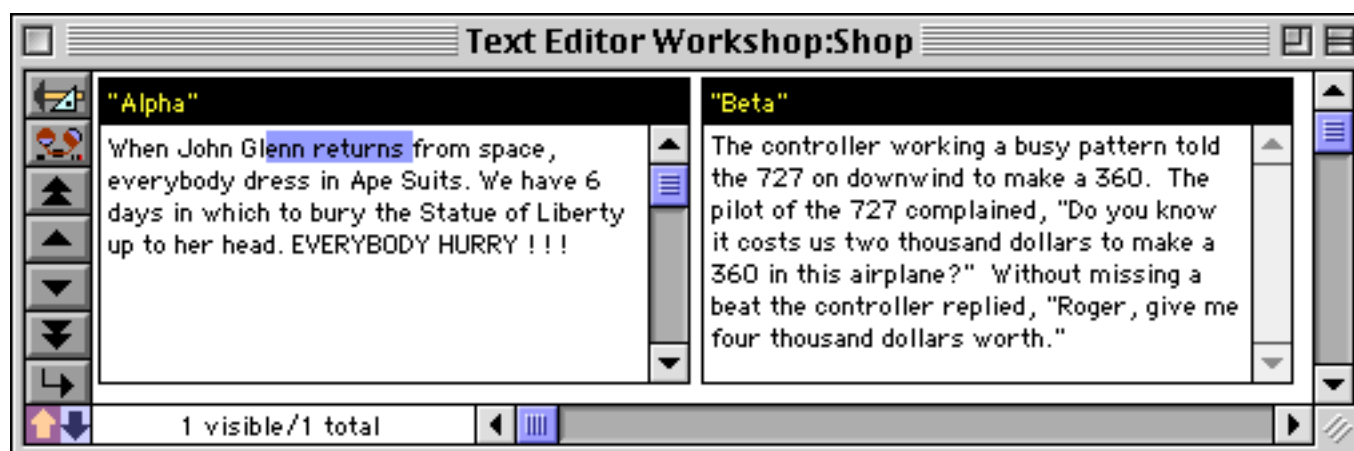 Text Editor Workshop:Shop
"Alpha"
When John Glenn returns from space,
everybody dress in Ape Suits. We have 6
days in which to bury the Statue of Liberty
up to her head. EVERYBODY HURRY ! ! !
"Beta"
The controller working a busy pattern told
the 727 on downwind to make a 360.  The
pilot of the 727 complained, "Do you know
it costs us two thousand dollars to make a
360 in this airplane?"  Without missing a
beat the controller replied, "Roger, give me
four thousand dollars worth."
1 visible/1 total